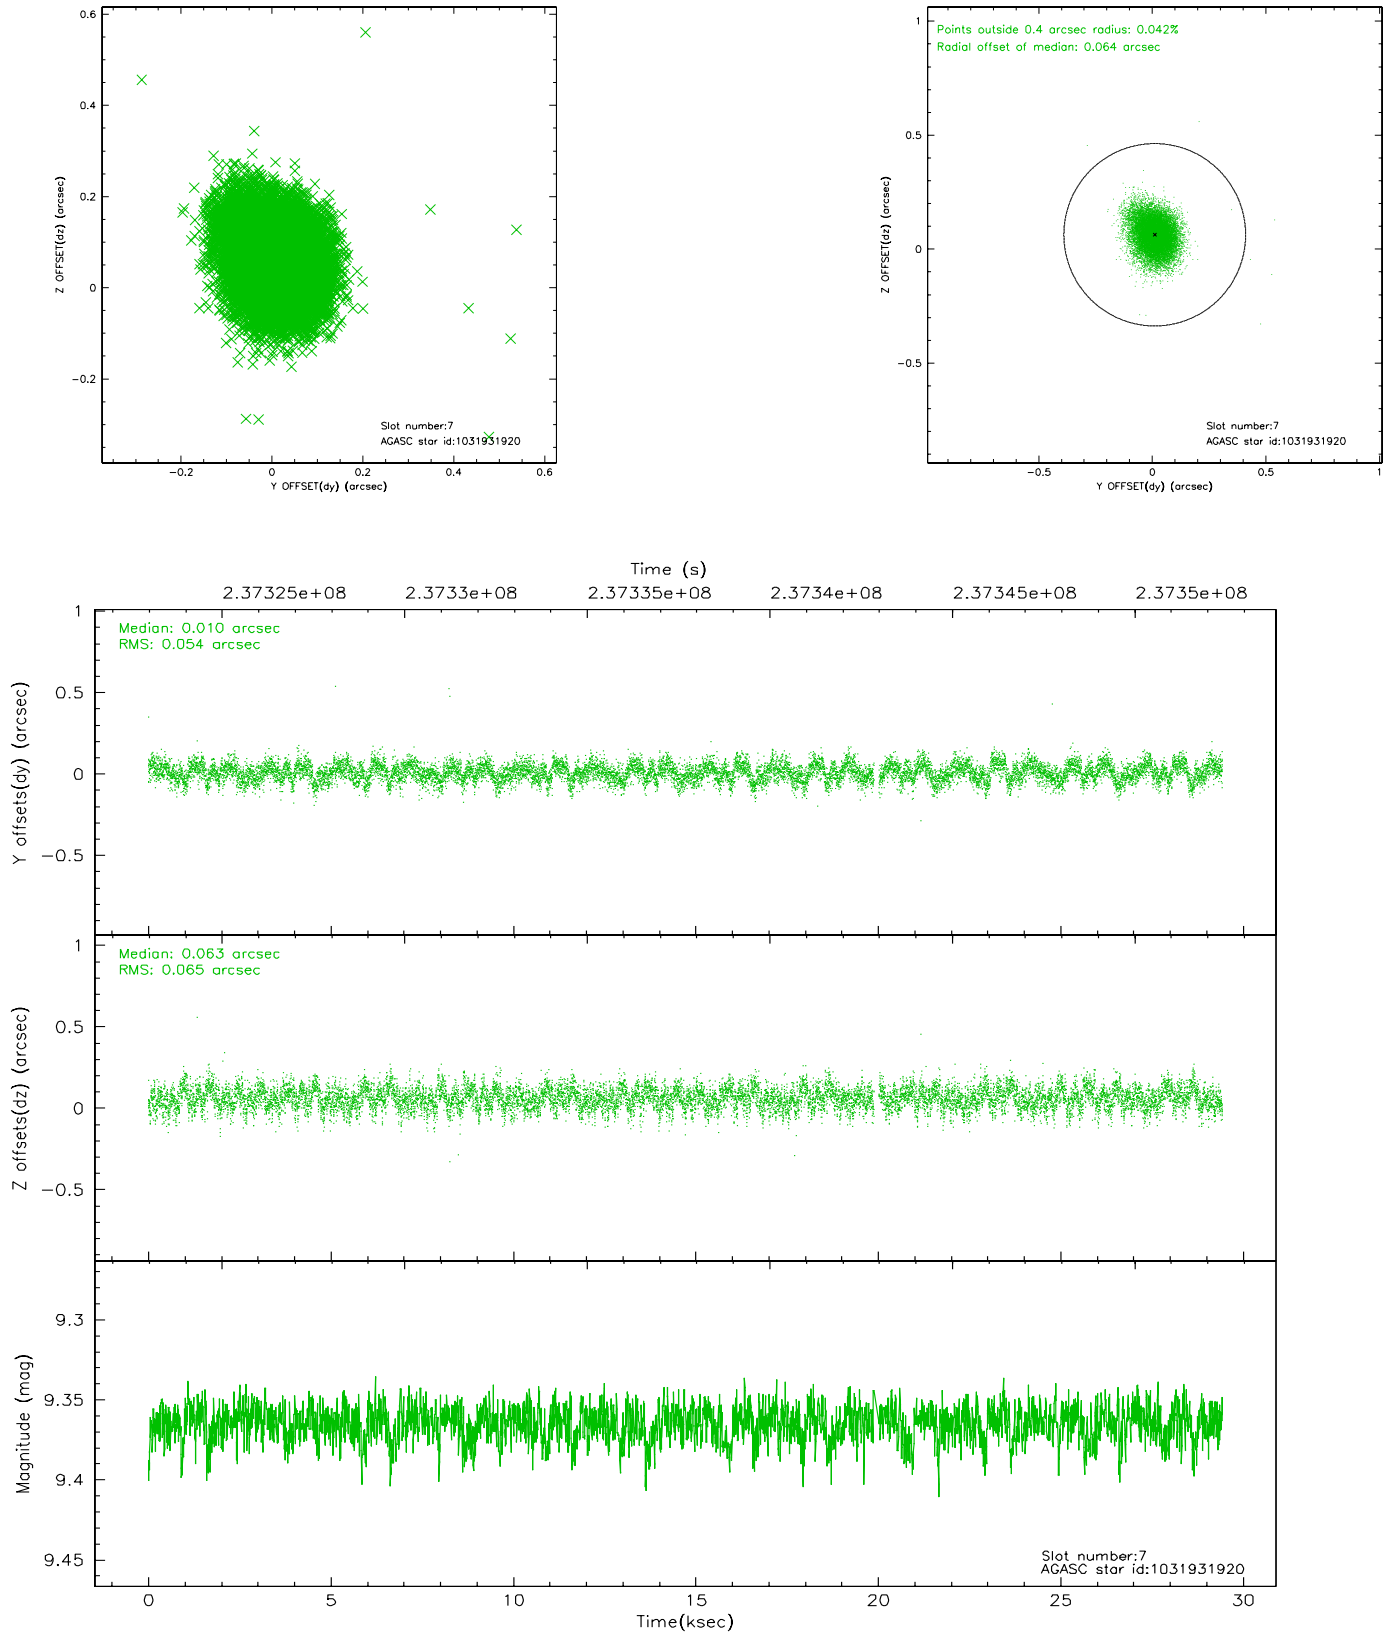 0.6
0.4
0.2
0
−0.2
Z OFFSET(dz) (arcsec)
Slot number:7
AGASC star id:1031931920
−0.2 0 0.2 0.4 0.6
Y OFFSET(dy) (arcsec)
Points outside 0.4 arcsec radius: 0.042%
Radial offset of median: 0.064 arcsec
1
0.5
0
−0.5
Z OFFSET(dz) (arcsec)
Slot number:7
AGASC star id:1031931920
−0.5 0 0.5 1
Y OFFSET(dy) (arcsec)
Time (s)
2.37325e+08 2.3733e+08 2.37335e+08 2.3734e+08 2.37345e+08 2.3735e+08
Median: 0.010 arcsec
RMS: 0.054 arcsec
1
0.5
0
−0.5
Y offsets(dy) (arcsec)
Median: 0.063 arcsec
RMS: 0.065 arcsec
1
0.5
0
−0.5
Z offsets(dz) (arcsec)
9.3
9.35
9.4
9.45
Magnitude (mag)
Slot number:7
AGASC star id:1031931920
0 5 10 15 20 25 30
Time(ksec)